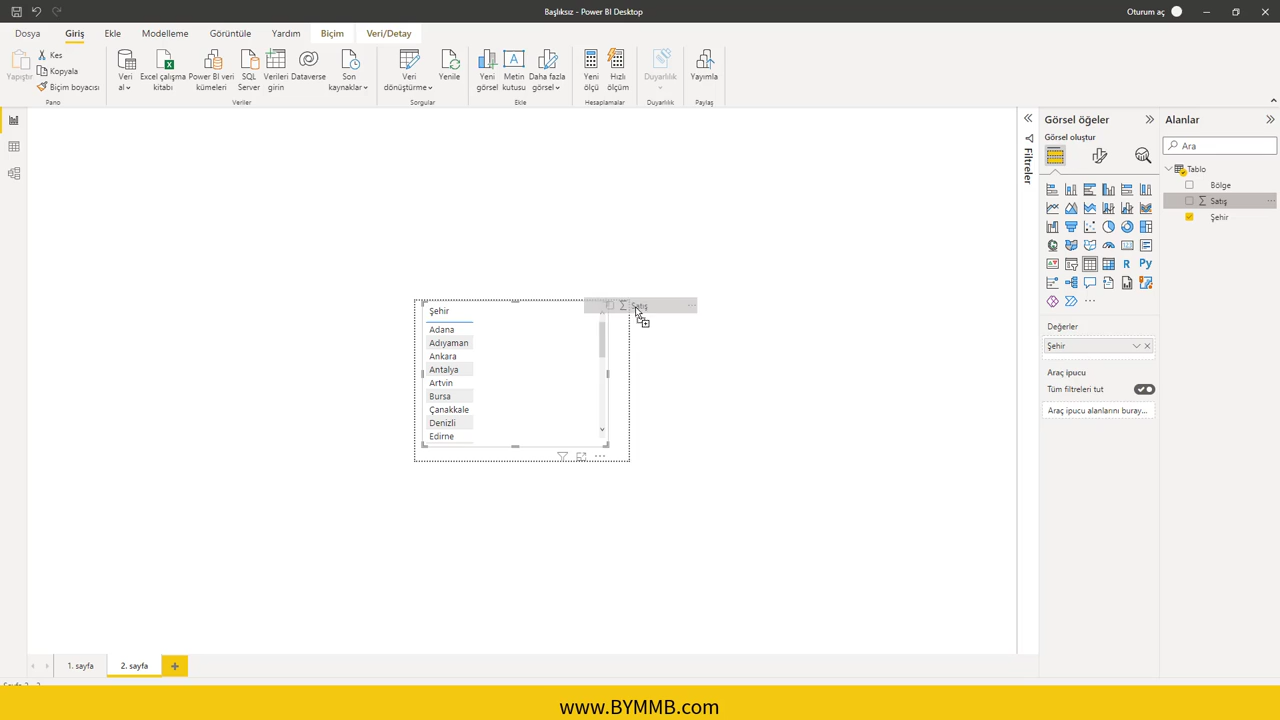 Başlıksız - Power BI Desktop
Oturum aç
Dosya
Giriş
Ekle
Modelleme
Görüntüle
Yardım
Biçim
Veri/Detay
Yapıştır
Kes
Kopyala
Biçim boyacısı
Pano
Veri
al
Excel çalışma
kitabı
Power BI veri
kümeleri
SQL
Server
Verileri
girin
Dataverse
Son
kaynaklar
Veriler
Veri
dönüştürme
Yenile
Sorgular
Yeni
görsel
Metin
kutusu
Daha fazla
görsel
Ekle
Yeni
ölçü
Hızlı
ölçüm
Hesaplamalar
Duyarlılık
Duyarlılık
Yayımla
Paylaş
Filtreler
Görsel öğeler
Görsel oluştur
R
Py
Değerler
Şehir
Araç ipucu
Tüm filtreleri tut
Araç ipucu alanlarını buray...
Alanlar
Ara
Tablo
Bölge
Σ Satış
Şehir
Şehir
Adana
Adıyaman
Ankara
Antalya
Artvin
Bursa
Çanakkale
Denizli
Edirne
Σ Satış
1. sayfa
2. sayfa
www.BYMMB.com